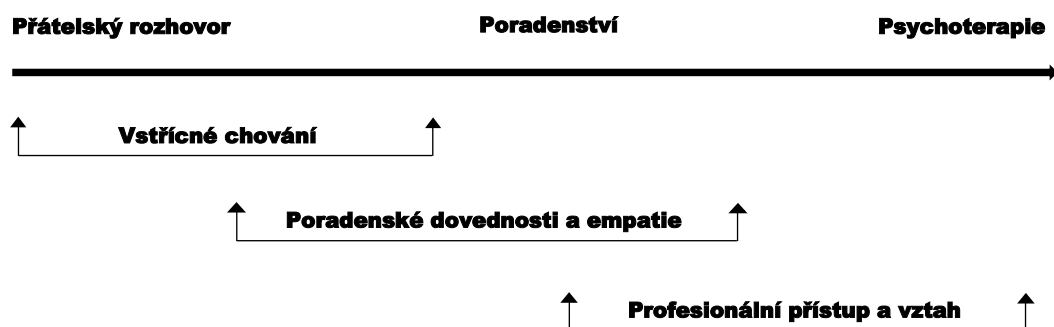 Přátelský rozhovor Poradenství Psychoterapie
Vstřícné chování
Poradenské dovednosti a empatie
Profesionální přístup a vztah